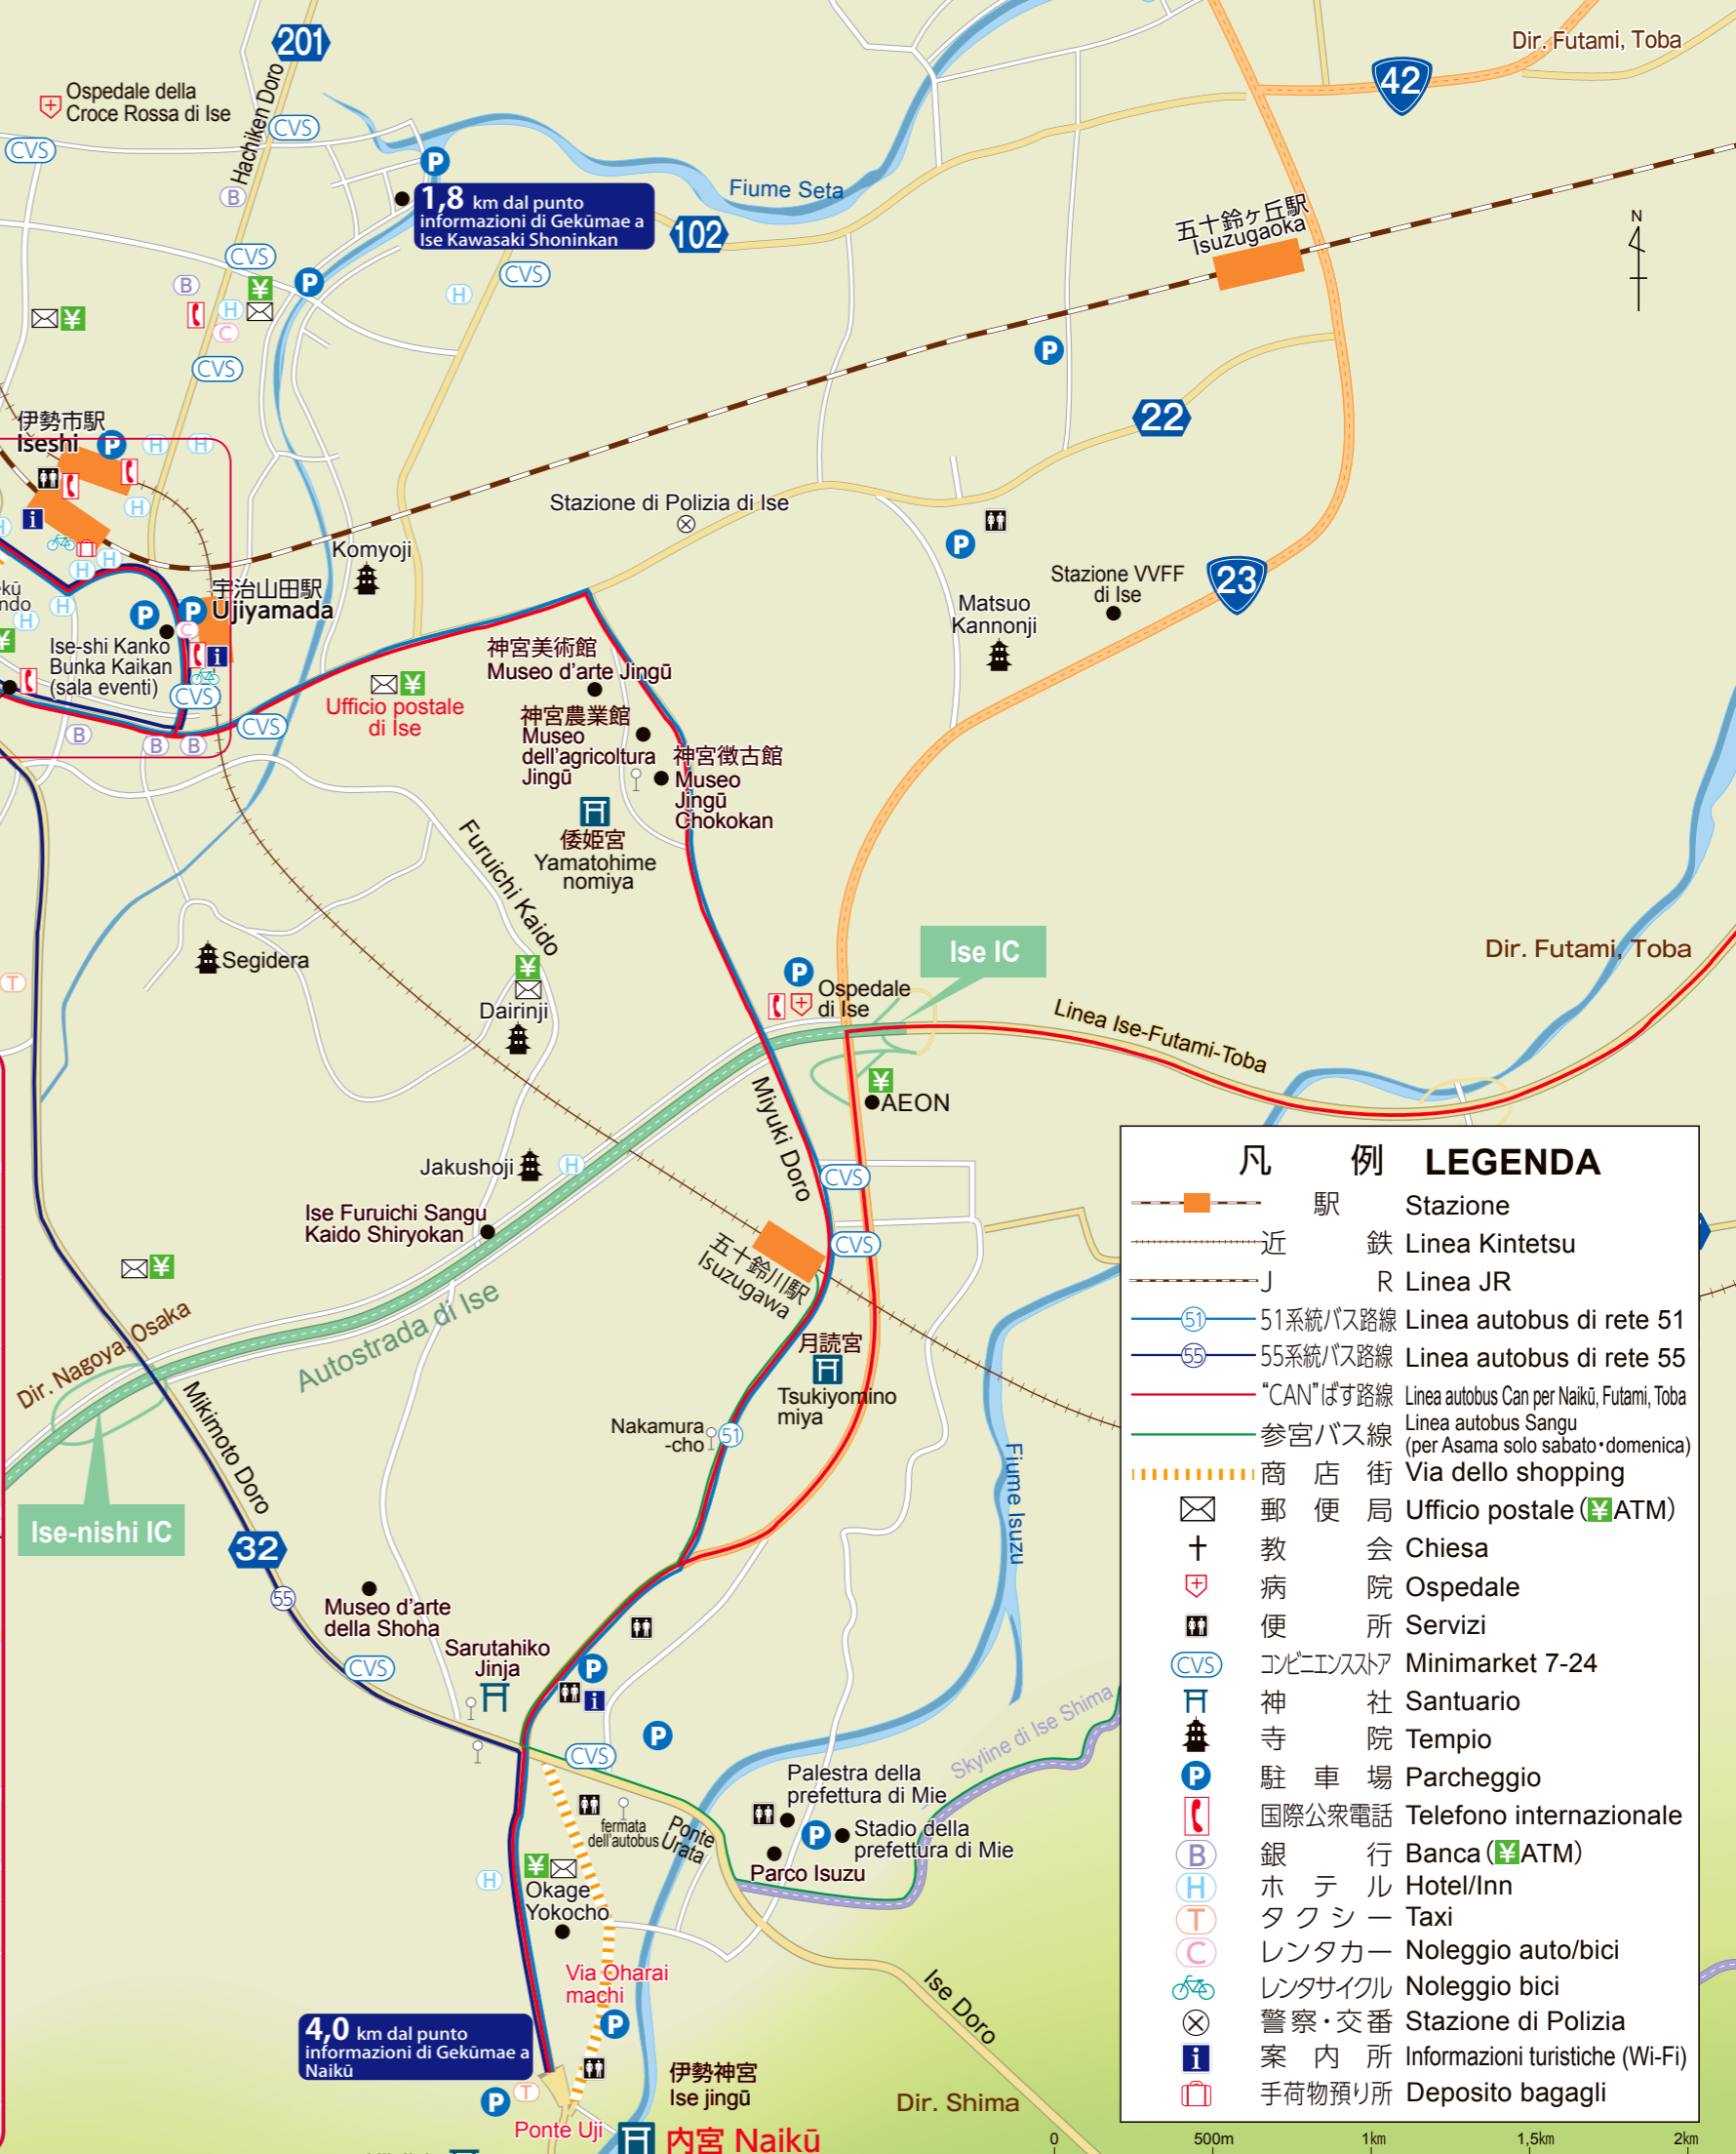 201
Dir. Futami, Toba
42
Ospedale della
Croce Rossa di Ise
Hachiken Doro
CVS
CVS
P
B
Fiume Seta
1,8 km dal punto
informazioni di Gekūmae a
Ise Kawasaki Shoninkan
102
五十鈴ヶ丘駅
Isuzugaoka
N
CVS
CVS
B
¥
P
H
H
C
¥
P
CVS
22
伊勢市駅
Iseshi
P
H
H
H
i
H
H
H
H
Stazione di Polizia di Ise
P
Komyoji
宇治山田駅
Ujiyamada
P
P
C
i
Ise-shi Kanko
Bunka Kaikan
(sala eventi)
CVS
CVS
B
B
B
Stazione VVFF
di Ise
23
Matsuo
Kannonji
¥
Ufficio postale
di Ise
神宮美術館
Museo d'arte Jingū
神宮農業館
Museo
dell'agricoltura
Jingū
神宮徴古館
Museo
Jingū
Chokokan
倭姫宮
Yamatohime
nomiya
Furuichi Kaido
Segidera
T
¥
Dairinji
P
Ospedale
di Ise
Ise IC
Dir. Futami, Toba
Linea Ise-Futami-Toba
¥
AEON
Miyuki Doro
CVS
CVS
Jakushoji
H
Ise Furuichi Sangu
Kaido Shiryokan
五十鈴川駅
Isuzugawa
¥
Dir. Nagoya, Osaka
Autostrada di Ise
月読宮
Tsukiyomino
miya
Nakamura
-cho
51
Mikimoto Doro
Ise-nishi IC
32
55
Fiume Isuzu
Museo d'arte
della Shoha
Sarutahiko
Jinja
CVS
P
i
P
CVS
Skyline di Ise Shima
fermata
dell'autobus
Ponte
Urata
Palestra della
prefettura di Mie
P
Stadio della
prefettura di Mie
Parco Isuzu
H
¥
Okage
Yokocho
Via Oharai
machi
P
Ise Doro
4,0 km dal punto
informazioni di Gekūmae a
Naikū
T
P
Ponte Uji
伊勢神宮
Ise jingū
内宮 Naikū
Dir. Shima
凡例 LEGENDA
駅 Stazione
近鉄 Linea Kintetsu
JR Linea JR
51 51系統バス路線 Linea autobus di rete 51
55 55系統バス路線 Linea autobus di rete 55
“CAN”ばす路線 Linea autobus Can per Naikū, Futami, Toba
参宮バス線 Linea autobus Sangu
(per Asama solo sabato・domenica)
商店街 Via dello shopping
郵便局 Ufficio postale (¥ATM)
教会 Chiesa
病院 Ospedale
便所 Servizi
CVS コンビニエンスストア Minimarket 7-24
神社 Santuario
寺院 Tempio
P 駐車場 Parcheggio
国際公衆電話 Telefono internazionale
B 銀行 Banca (¥ATM)
H ホテル Hotel/Inn
T タクシー Taxi
C レンタカー Noleggio auto/bici
レンタサイクル Noleggio bici
警察・交番 Stazione di Polizia
i 案内所 Informazioni turistiche (Wi-Fi)
手荷物預り所 Deposito bagagli
0 500m 1km 1,5km 2km